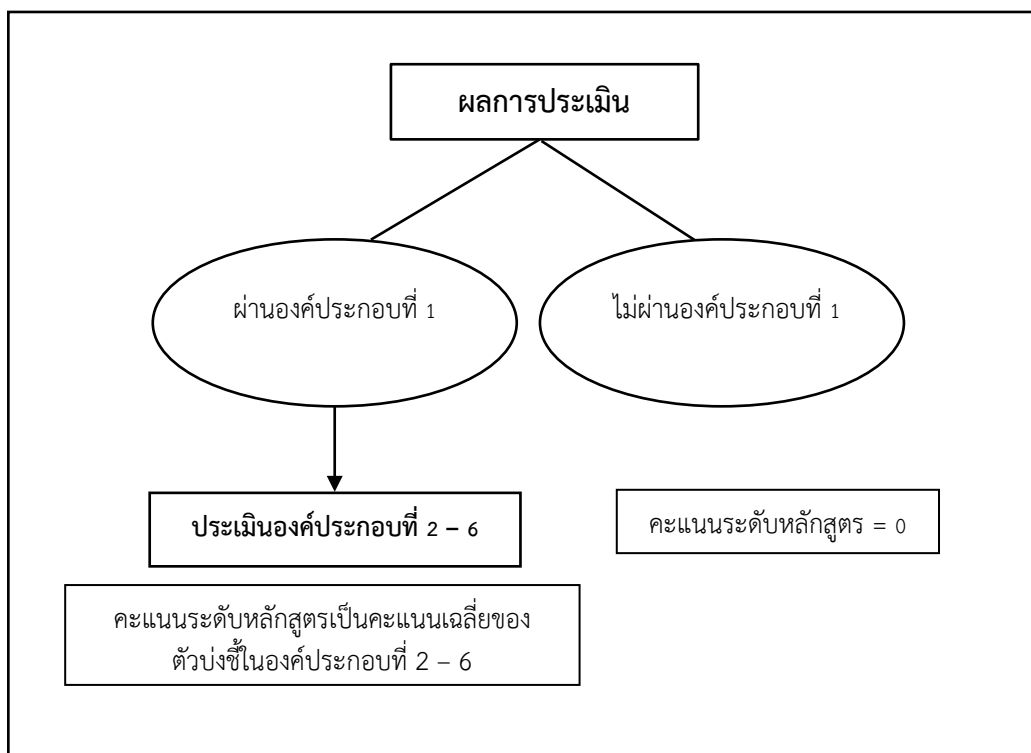 ผลการประเมิน
ผ่านองค์ประกอบที่ 1
ไม่ผ่านองค์ประกอบที่ 1
ประเมินองค์ประกอบที่ 2 – 6
คะแนนระดับหลักสูตร = 0
คะแนนระดับหลักสูตรเป็นคะแนนเฉลี่ยของ
ตัวบ่งชี้ในองค์ประกอบที่ 2 – 6